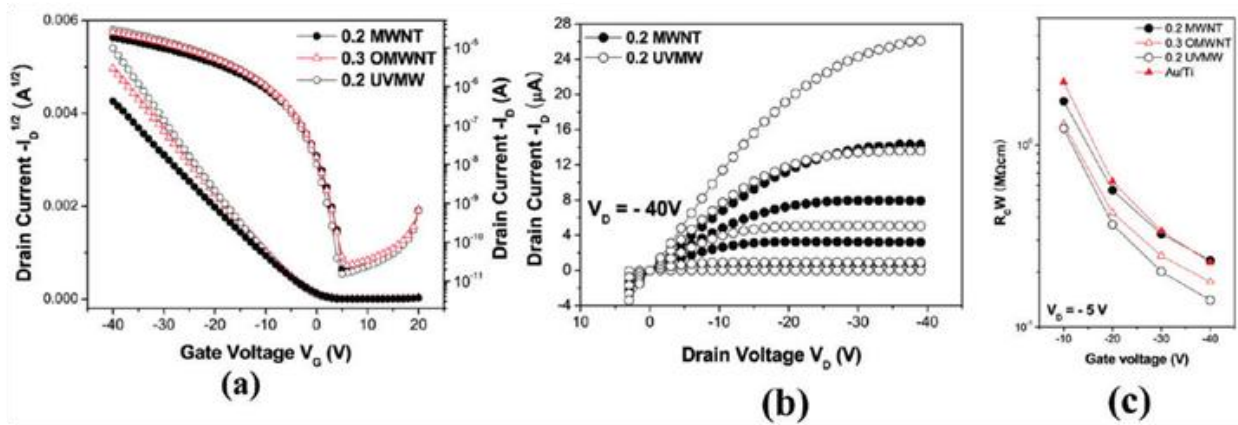 0.006
0.004
0.002
0.000
Drain Current -I_D^1/2 (A^1/2)
0.2 MWNT
0.3 OMWNT
0.2 UVMW
10^-5
10^-6
10^-7
10^-8
10^-9
10^-10
10^-11
Drain Current -I_D (A)
-40 -30 -20 -10 0 10 20
Gate Voltage V_G (V)
(a)
28
24
20
16
12
8
4
0
-4
Drain Current -I_D (μA)
0.2 MWNT
0.2 UVMW
V_D = - 40V
10 0 -10 -20 -30 -40
Drain Voltage V_D (V)
(b)
R_CW (MΩcm)
0.2 MWNT
0.3 OMWNT
0.2 UVMW
Au/Ti
V_D = - 5 V
-10 -20 -30 -40
Gate voltage (V)
(c)